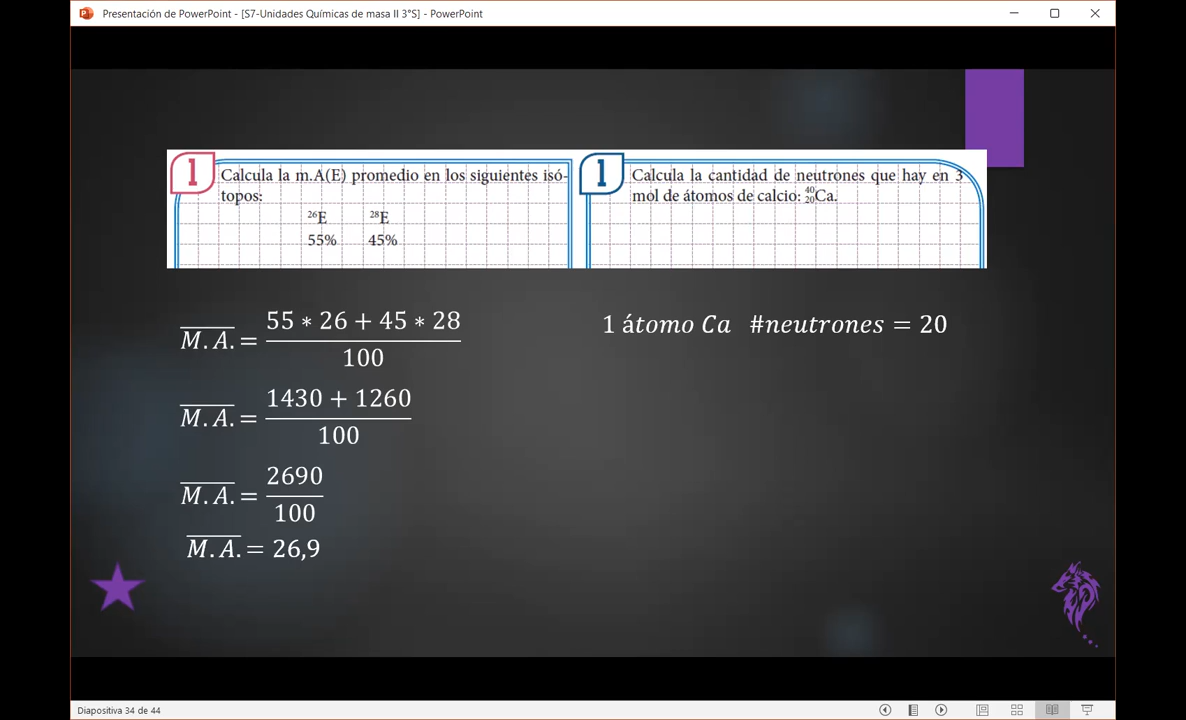 Presentación de PowerPoint - [S7-Unidades Químicas de masa II 3°S] - PowerPoint
1
Calcula la m.A(E) promedio en los siguientes isó-
topos:
²⁶E ²⁸E
55% 45%
1
Calcula la cantidad de neutrones que hay en 3
mol de átomos de calcio: ⁴⁰₂₀Ca.
M.A. = 55 * 26 + 45 * 28
100
M.A. = 1430 + 1260
100
M.A. = 2690
100
M.A. = 26,9
1 átomo Ca #neutrones = 20
Diapositiva 34 de 44